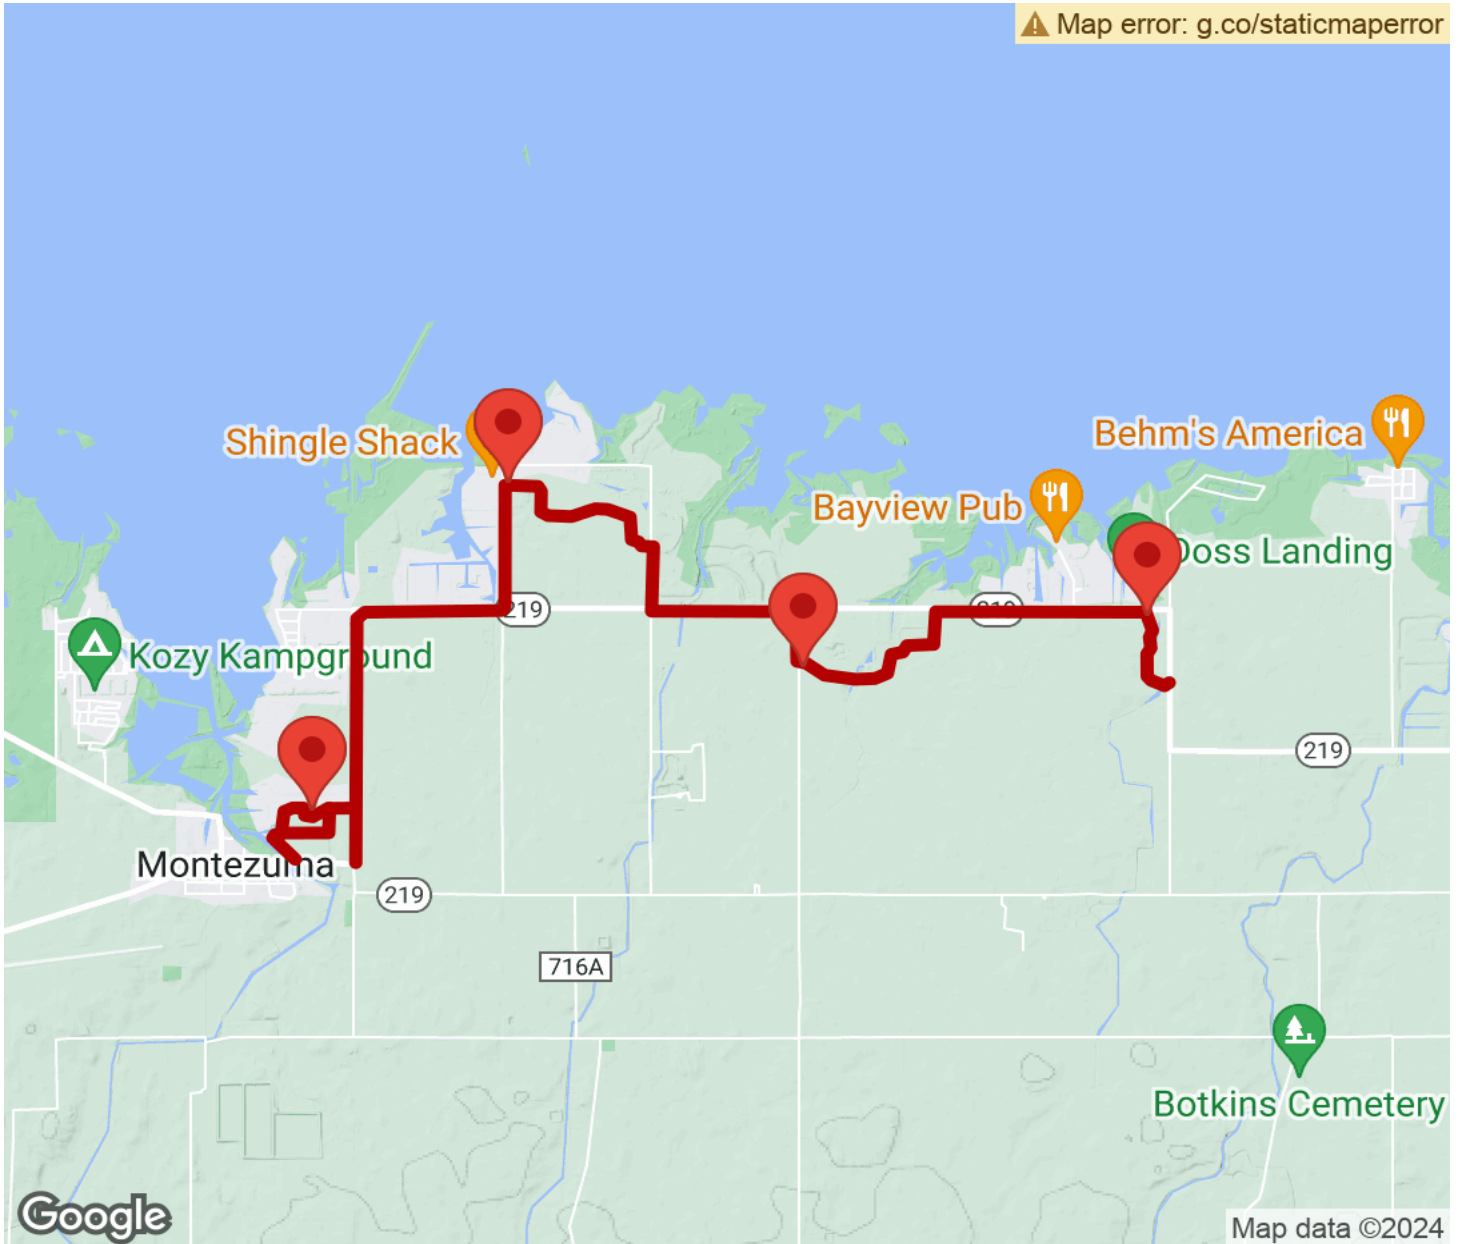 Map error: g.co/staticmaperror
Shingle Shack
Behm's America
Bayview Pub
Doss Landing
219
219
Kozy Kampground
219
Montezuma
219
716A
Botkins Cemetery
Google
Map data ©2024